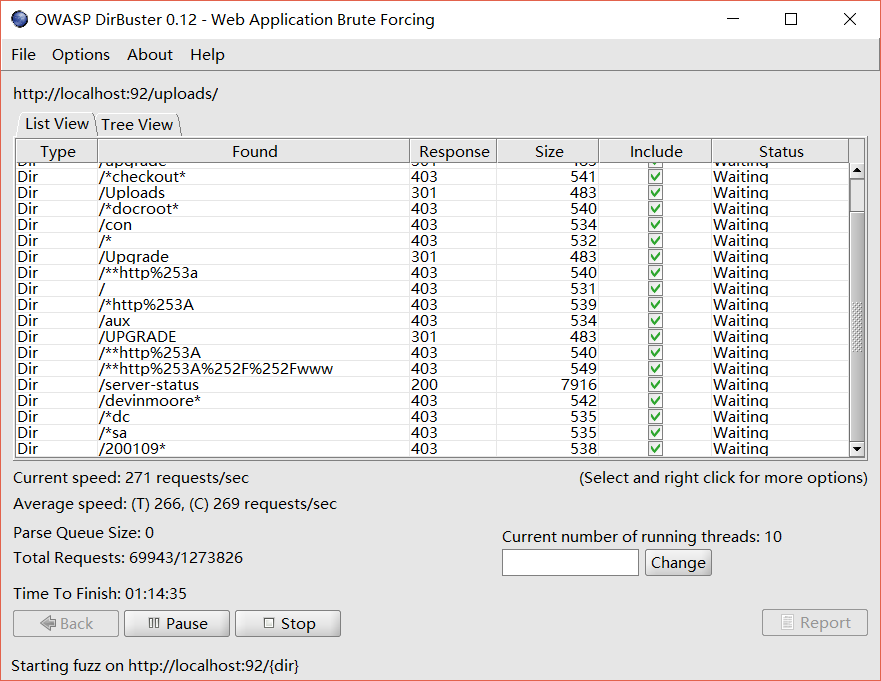 OWASP DirBuster 0.12 - Web Application Brute Forcing
File Options About Help
http://localhost:92/uploads/
List View Tree View
Type Found Response Size Include Status
Dir /upgrade 301 483 Waiting
Dir /*checkout* 403 541 Waiting
Dir /Uploads 301 483 Waiting
Dir /*docroot* 403 540 Waiting
Dir /con 403 534 Waiting
Dir /* 403 532 Waiting
Dir /Upgrade 301 483 Waiting
Dir /**http%253a 403 540 Waiting
Dir / 403 531 Waiting
Dir /*http%253A 403 539 Waiting
Dir /aux 403 534 Waiting
Dir /UPGRADE 301 483 Waiting
Dir /**http%253A 403 540 Waiting
Dir /**http%253A%252F%252Fwww 403 549 Waiting
Dir /server-status 200 7916 Waiting
Dir /devinmoore* 403 542 Waiting
Dir /*dc 403 535 Waiting
Dir /*sa 403 535 Waiting
Dir /200109* 403 538 Waiting
Current speed: 271 requests/sec (Select and right click for more options)
Average speed: (T) 266, (C) 269 requests/sec
Parse Queue Size: 0
Current number of running threads: 10
Total Requests: 69943/1273826
Change
Time To Finish: 01:14:35
Back Pause Stop Report
Starting fuzz on http://localhost:92/{dir}